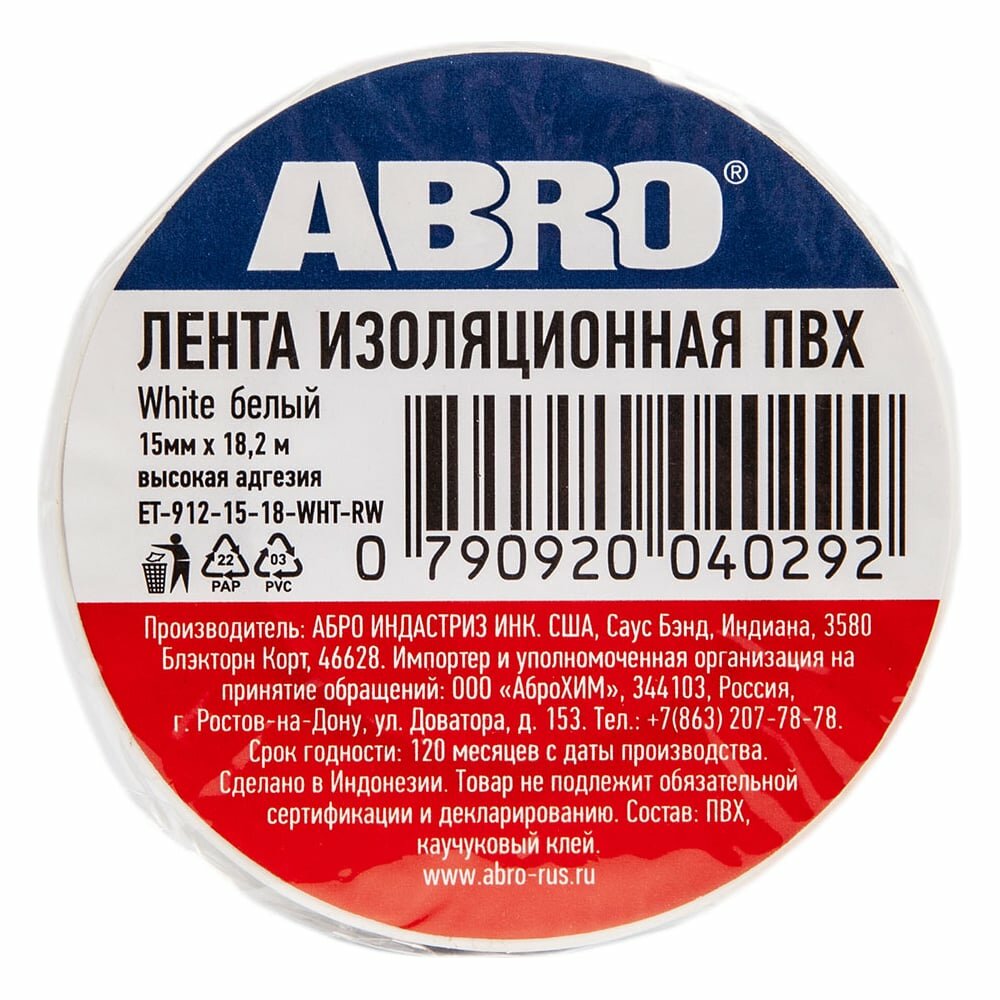 ABRO®
ЛЕНТА ИЗОЛЯЦИОННАЯ ПВХ
White белый
15мм x 18,2 м
высокая адгезия
ET-912-15-18-WHT-RW
22
PAP
03
PVC
0 790920 040292
Производитель: АБРО ИНДАСТРИЗ ИНК. США, Саус Бэнд, Индиана, 3580
Блэкторн Корт, 46628. Импортер и уполномоченная организация на
принятие обращений: ООО «АброХИМ», 344103, Россия,
г. Ростов-на-Дону, ул. Доватора, д. 153. Тел.: +7(863) 207-78-78.
Срок годности: 120 месяцев с даты производства.
Сделано в Индонезии. Товар не подлежит обязательной
сертификации и декларированию. Состав: ПВХ,
каучуковый клей.
www.abro-rus.ru